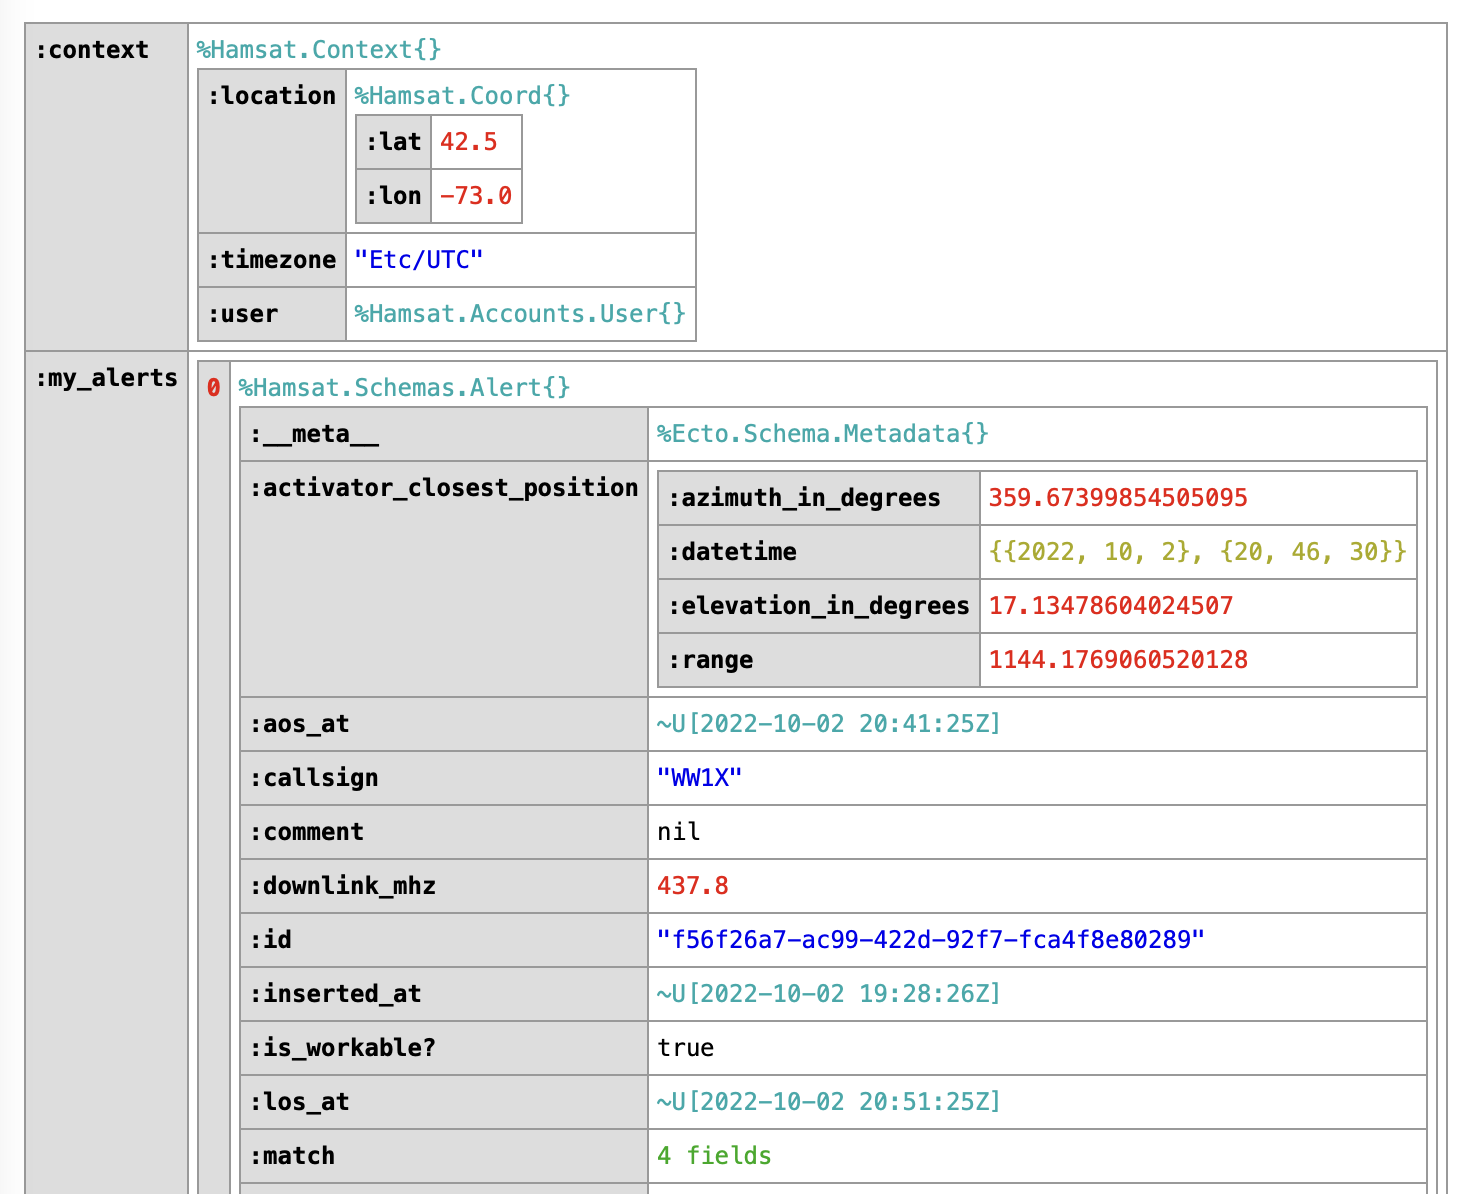 :context %Hamsat.Context{}
:location %Hamsat.Coord{}
:lat 42.5
:lon -73.0
:timezone "Etc/UTC"
:user %Hamsat.Accounts.User{}
:my_alerts 0 %Hamsat.Schemas.Alert{}
:__meta__ %Ecto.Schema.Metadata{}
:activator_closest_position :azimuth_in_degrees 359.67399854505095
:datetime {{2022, 10, 2}, {20, 46, 30}}
:elevation_in_degrees 17.13478604024507
:range 1144.1769060520128
:aos_at ~U[2022-10-02 20:41:25Z]
:callsign "WW1X"
:comment nil
:downlink_mhz 437.8
:id "f56f26a7-ac99-422d-92f7-fca4f8e80289"
:inserted_at ~U[2022-10-02 19:28:26Z]
:is_workable? true
:los_at ~U[2022-10-02 20:51:25Z]
:match 4 fields